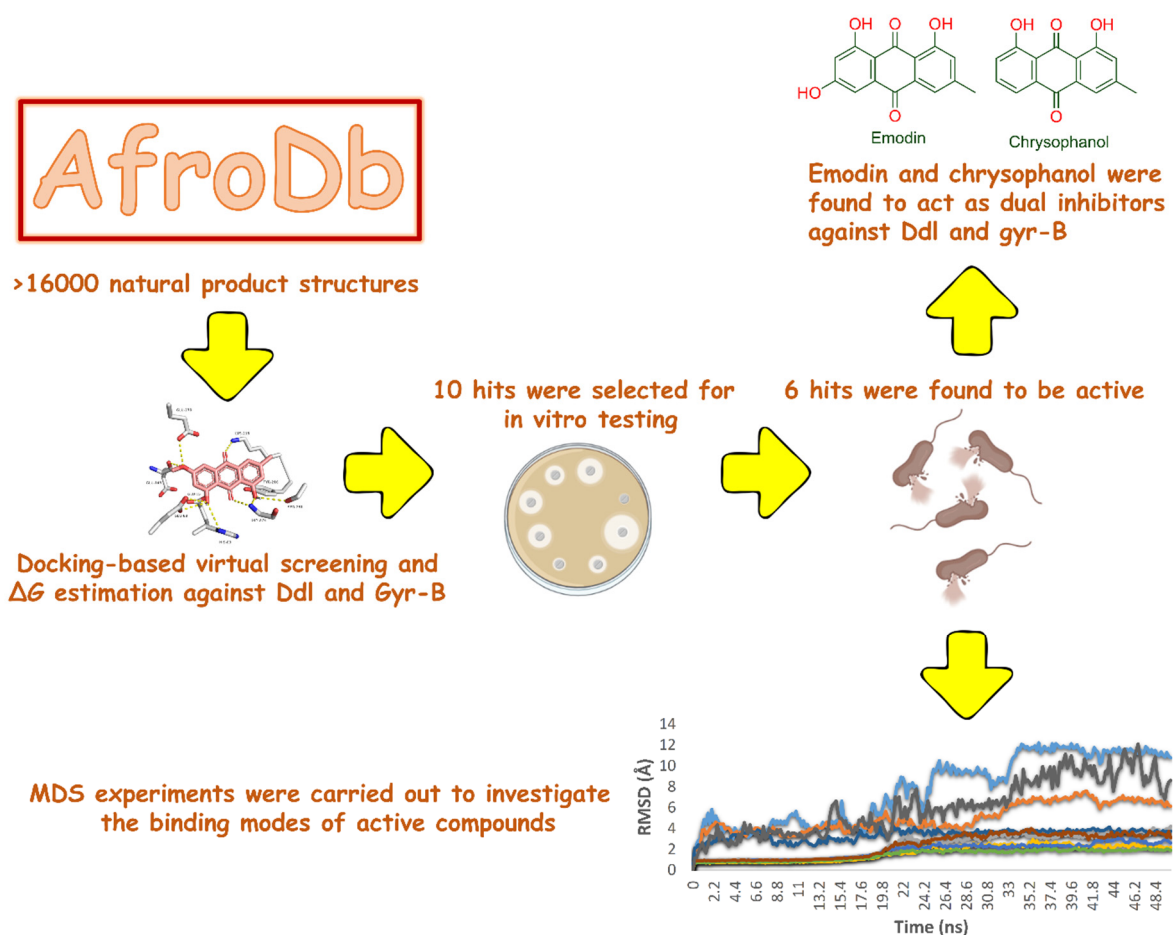 OH
O
OH
HO
O
Emodin
OH
O
OH
O
Chrysophanol
AfroDb
Emodin and chrysophanol were
found to act as dual inhibitors
against Ddl and gyr-B
>16000 natural product structures
10 hits were selected for
in vitro testing
6 hits were found to be active
Docking-based virtual screening and
ΔG estimation against Ddl and Gyr-B
MDS experiments were carried out to investigate
the binding modes of active compounds
RMSD (Å)
14
12
10
8
6
4
2
0
0 2.2 4.4 6.6 8.8 11 13.2 15.4 17.6 19.8 22 24.2 26.4 28.6 30.8 33 35.2 37.4 39.6 41.8 44 46.2 48.4
Time (ns)